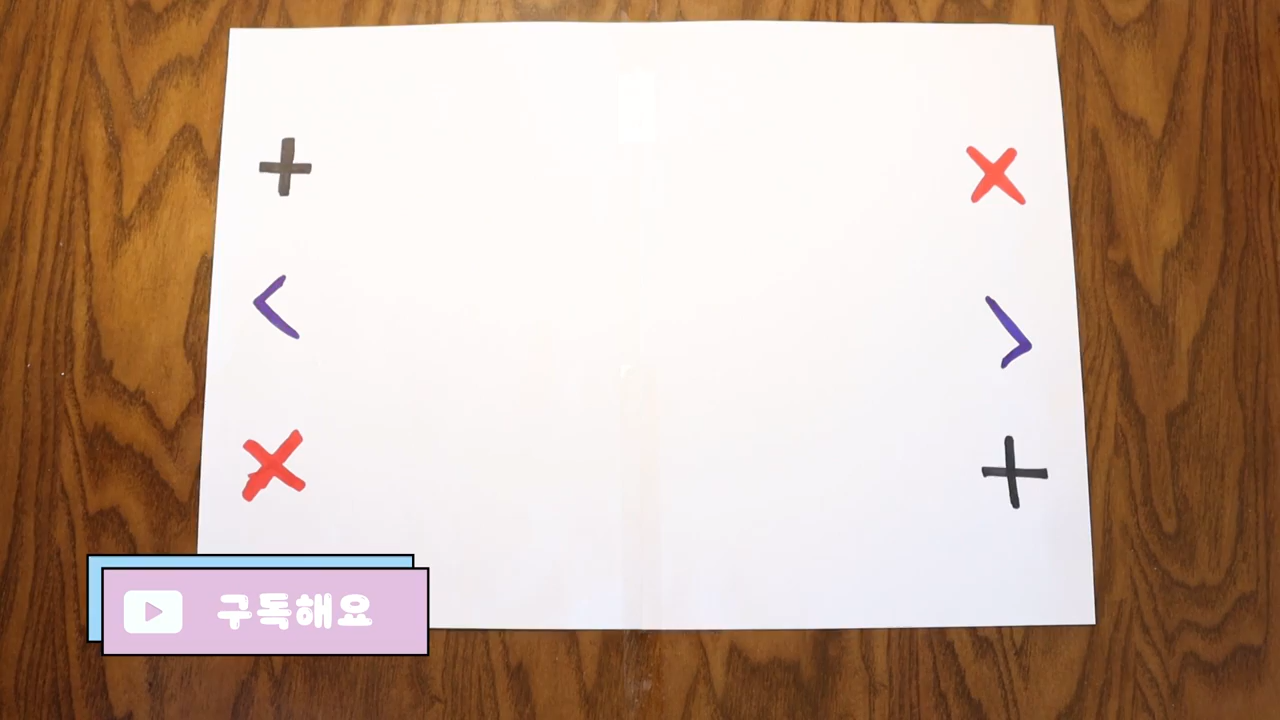 + ×
< >
× +
구독해요